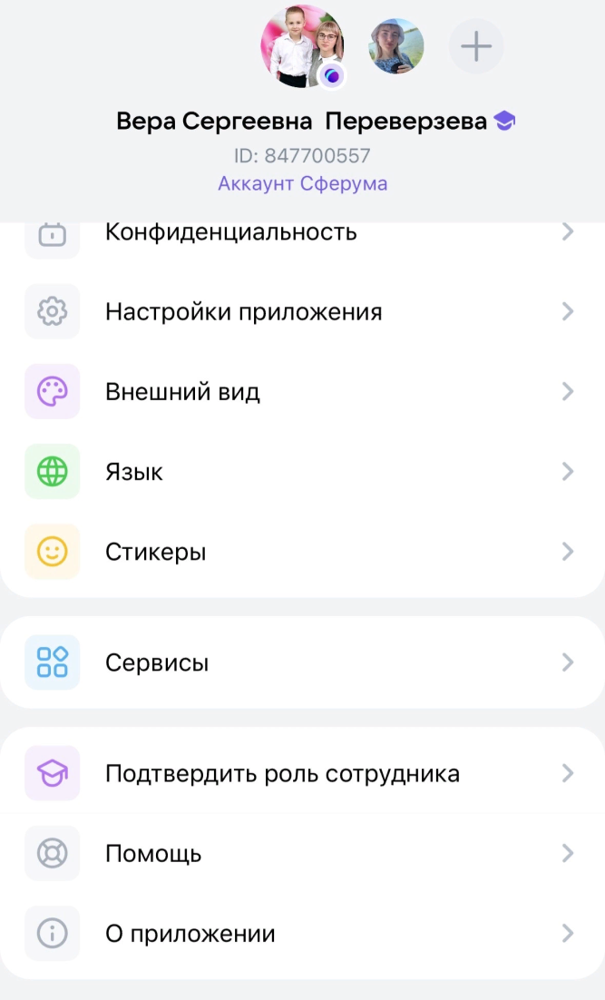 Вера Сергеевна Переверзева
ID: 847700557
Аккаунт Сферума
Конфиденциальность
Настройки приложения
Внешний вид
Язык
Стикеры
Сервисы
Подтвердить роль сотрудника
Помощь
О приложении